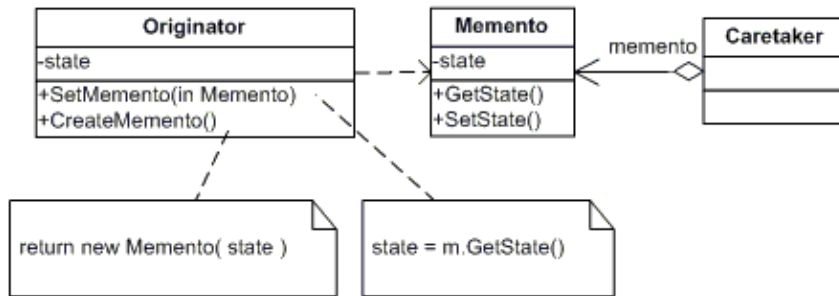 Originator
-state
+SetMemento(in Memento)
+CreateMemento()
Memento
-state
+GetState()
+SetState()
memento
Caretaker
return new Memento( state )
state = m.GetState()